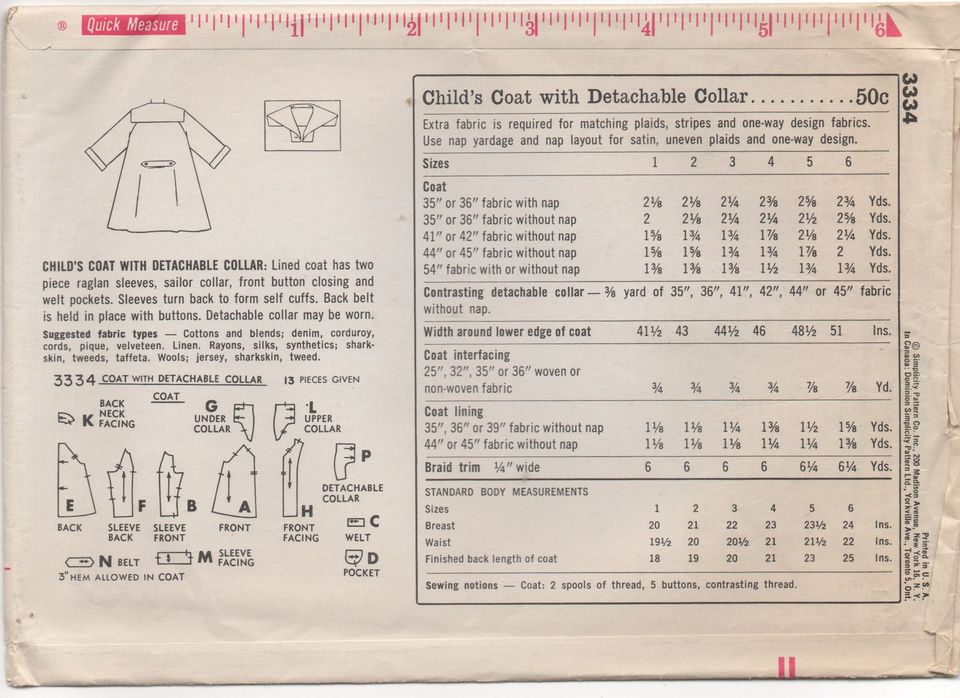 ® Quick Measure 1 2 3 4 5 6
3334
Child's Coat with Detachable Collar...........50c
Extra fabric is required for matching plaids, stripes and one-way design fabrics.
Use nap yardage and nap layout for satin, uneven plaids and one-way design.
Sizes 1 2 3 4 5 6
Coat
35" or 36" fabric with nap 2⅛ 2⅛ 2¼ 2⅜ 2⅝ 2¾ Yds.
35" or 36" fabric without nap 2 2⅛ 2¼ 2¼ 2½ 2⅝ Yds.
41" or 42" fabric without nap 1⅝ 1¾ 1¾ 1⅞ 2⅛ 2¼ Yds.
44" or 45" fabric without nap 1⅝ 1⅝ 1¾ 1¾ 1⅞ 2 Yds.
54" fabric with or without nap 1⅜ 1⅜ 1⅜ 1½ 1¾ 1¾ Yds.
Contrasting detachable collar — ⅜ yard of 35", 36", 41", 42", 44" or 45" fabric
without nap.
Width around lower edge of coat 41½ 43 44½ 46 48½ 51 Ins.
Coat interfacing
25", 32", 35" or 36" woven or
non-woven fabric ¾ ¾ ¾ ¾ ⅞ ⅞ Yd.
Coat lining
35", 36" or 39" fabric without nap 1⅛ 1⅛ 1¼ 1⅜ 1½ 1⅝ Yds.
44" or 45" fabric without nap 1⅛ 1⅛ 1⅛ 1¼ 1¼ 1⅜ Yds.
Braid trim ¼" wide 6 6 6 6 6¼ 6¼ Yds.
STANDARD BODY MEASUREMENTS
Sizes 1 2 3 4 5 6
Breast 20 21 22 23 23½ 24 Ins.
Waist 19½ 20 20½ 21 21½ 22 Ins.
Finished back length of coat 18 19 20 21 23 25 Ins.
Sewing notions — Coat: 2 spools of thread, 5 buttons, contrasting thread.
CHILD'S COAT WITH DETACHABLE COLLAR: Lined coat has two
piece raglan sleeves, sailor collar, front button closing and
welt pockets. Sleeves turn back to form self cuffs. Back belt
is held in place with buttons. Detachable collar may be worn.
Suggested fabric types — Cottons and blends; denim, corduroy,
cords, pique, velveteen. Linen. Rayons, silks, synthetics; shark-
skin, tweeds, taffeta. Wools; jersey, sharkskin, tweed.
3334 COAT WITH DETACHABLE COLLAR 13 PIECES GIVEN
COAT
K BACK
NECK
FACING
G
UNDER
COLLAR
L
UPPER
COLLAR
P
DETACHABLE
COLLAR
E
BACK
F
SLEEVE
BACK
B
SLEEVE
FRONT
A
FRONT
H
FRONT
FACING
C
WELT
N BELT
M SLEEVE
FACING
D
POCKET
3" HEM ALLOWED IN COAT
© Simplicity Pattern Co. Inc., 200 Madison Avenue, New York 16, N. Y.
In Canada: Dominion Simplicity Pattern Ltd., Yorkville Ave., Toronto 5, Ont.
Printed in U. S. A.